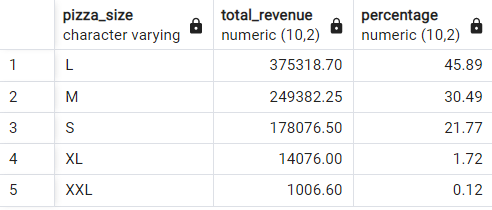 pizza_size total_revenue percentage
character varying numeric (10,2) numeric (10,2)
1 L 375318.70 45.89
2 M 249382.25 30.49
3 S 178076.50 21.77
4 XL 14076.00 1.72
5 XXL 1006.60 0.12